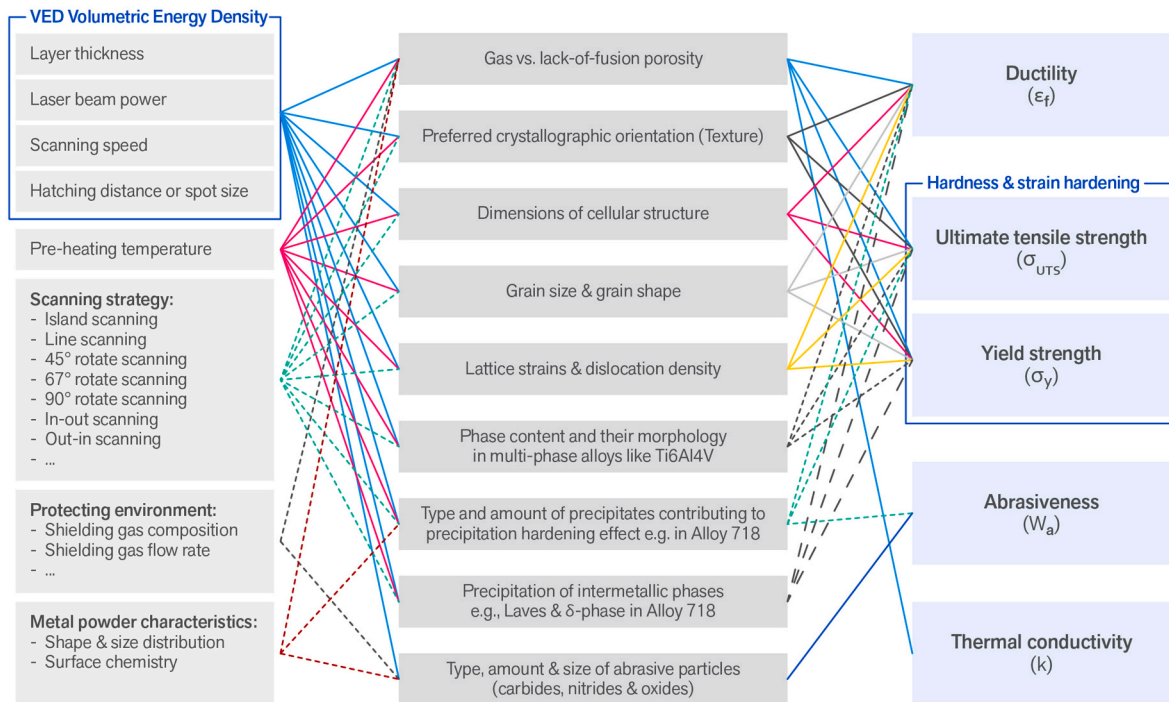 VED Volumetric Energy Density
Layer thickness
Laser beam power
Scanning speed
Hatching distance or spot size
Pre-heating temperature
Scanning strategy:
- Island scanning
- Line scanning
- 45° rotate scanning
- 67° rotate scanning
- 90° rotate scanning
- In-out scanning
- Out-in scanning
- ...
Protecting environment:
- Shielding gas composition
- Shielding gas flow rate
- ...
Metal powder characteristics:
- Shape & size distribution
- Surface chemistry
Gas vs. lack-of-fusion porosity
Preferred crystallographic orientation (Texture)
Dimensions of cellular structure
Grain size & grain shape
Lattice strains & dislocation density
Phase content and their morphology
in multi-phase alloys like Ti6Al4V
Type and amount of precipitates contributing to
precipitation hardening effect e.g. in Alloy 718
Precipitation of intermetallic phases
e.g., Laves & δ-phase in Alloy 718
Type, amount & size of abrasive particles
(carbides, nitrides & oxides)
Ductility
(εf)
Hardness & strain hardening
Ultimate tensile strength
(σUTS)
Yield strength
(σy)
Abrasiveness
(Wa)
Thermal conductivity
(k)